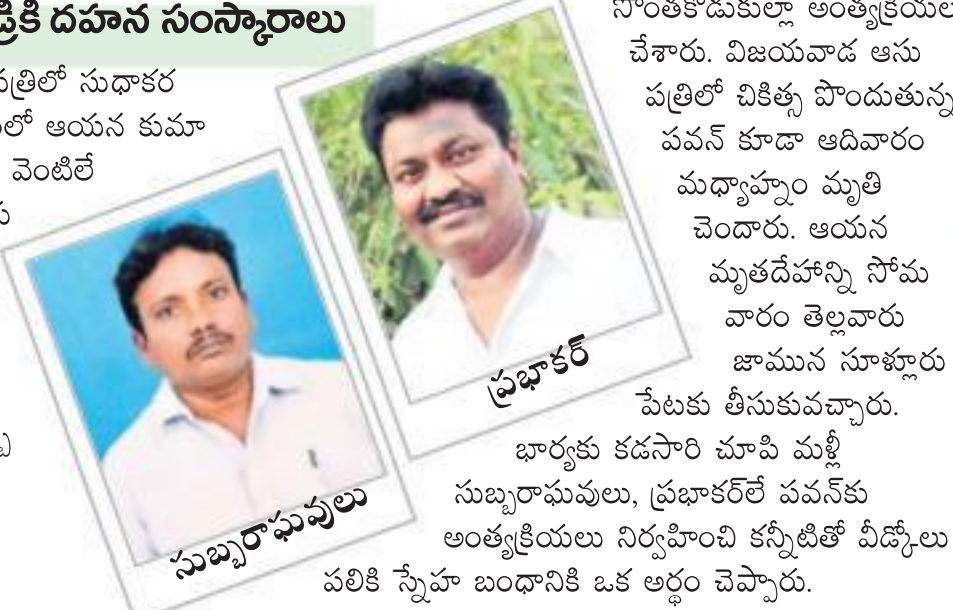 దహన సంస్కారాలు
సుధాకర
ఆయన కుమా
వెంటిలే
సుబ్బరాఘవులు
ప్రభాకర్
సొంతకొడుకుల్లా అంత్యక్రియలు
చేశారు. విజయవాడ ఆసు
పత్రిలో చికిత్స పొందుతున్న
పవన్ కూడా ఆదివారం
మధ్యాహ్నం మృతి
చెందారు. ఆయన
మృతదేహాన్ని సోమ
వారం తెల్లవారు
జామున సూళ్లూరు
పేటకు తీసుకువచ్చారు.
భార్యకు కడసారి చూపి మళ్లీ
సుబ్బరాఘవులు, ప్రభాకర్‌లే పవన్‌కు
అంత్యక్రియలు నిర్వహించి కన్నీటితో వీడ్కోలు
పలికి స్నేహ బంధానికి ఒక అర్థం చెప్పారు.